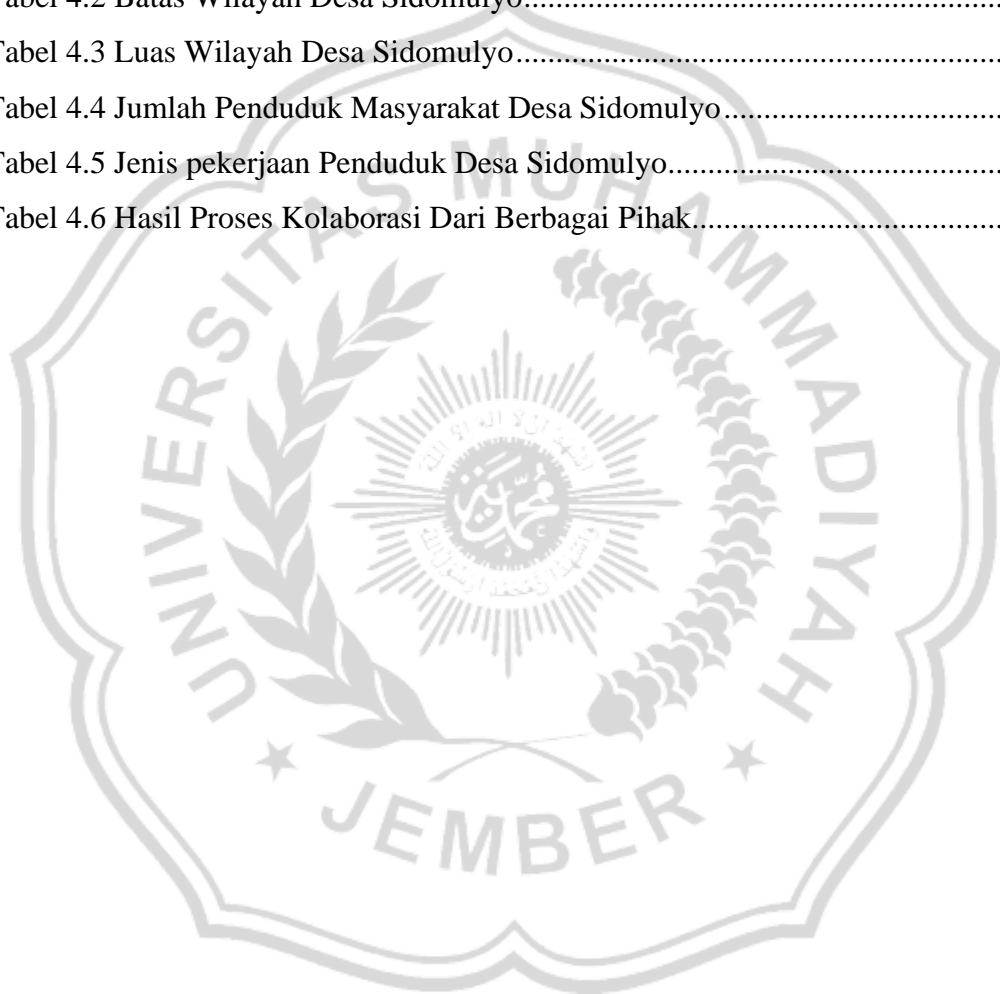 Tabel 4.2 Batas Wilayah Desa Sidomulyo..........................................................
Tabel 4.3 Luas Wilayah Desa Sidomulyo...........................................................
Tabel 4.4 Jumlah Penduduk Masyarakat Desa Sidomulyo..................................
Tabel 4.5 Jenis pekerjaan Penduduk Desa Sidomulyo.........................................
Tabel 4.6 Hasil Proses Kolaborasi Dari Berbagai Pihak......................................
UNIVERSITAS MUHAMMADIYAH
JEMBER